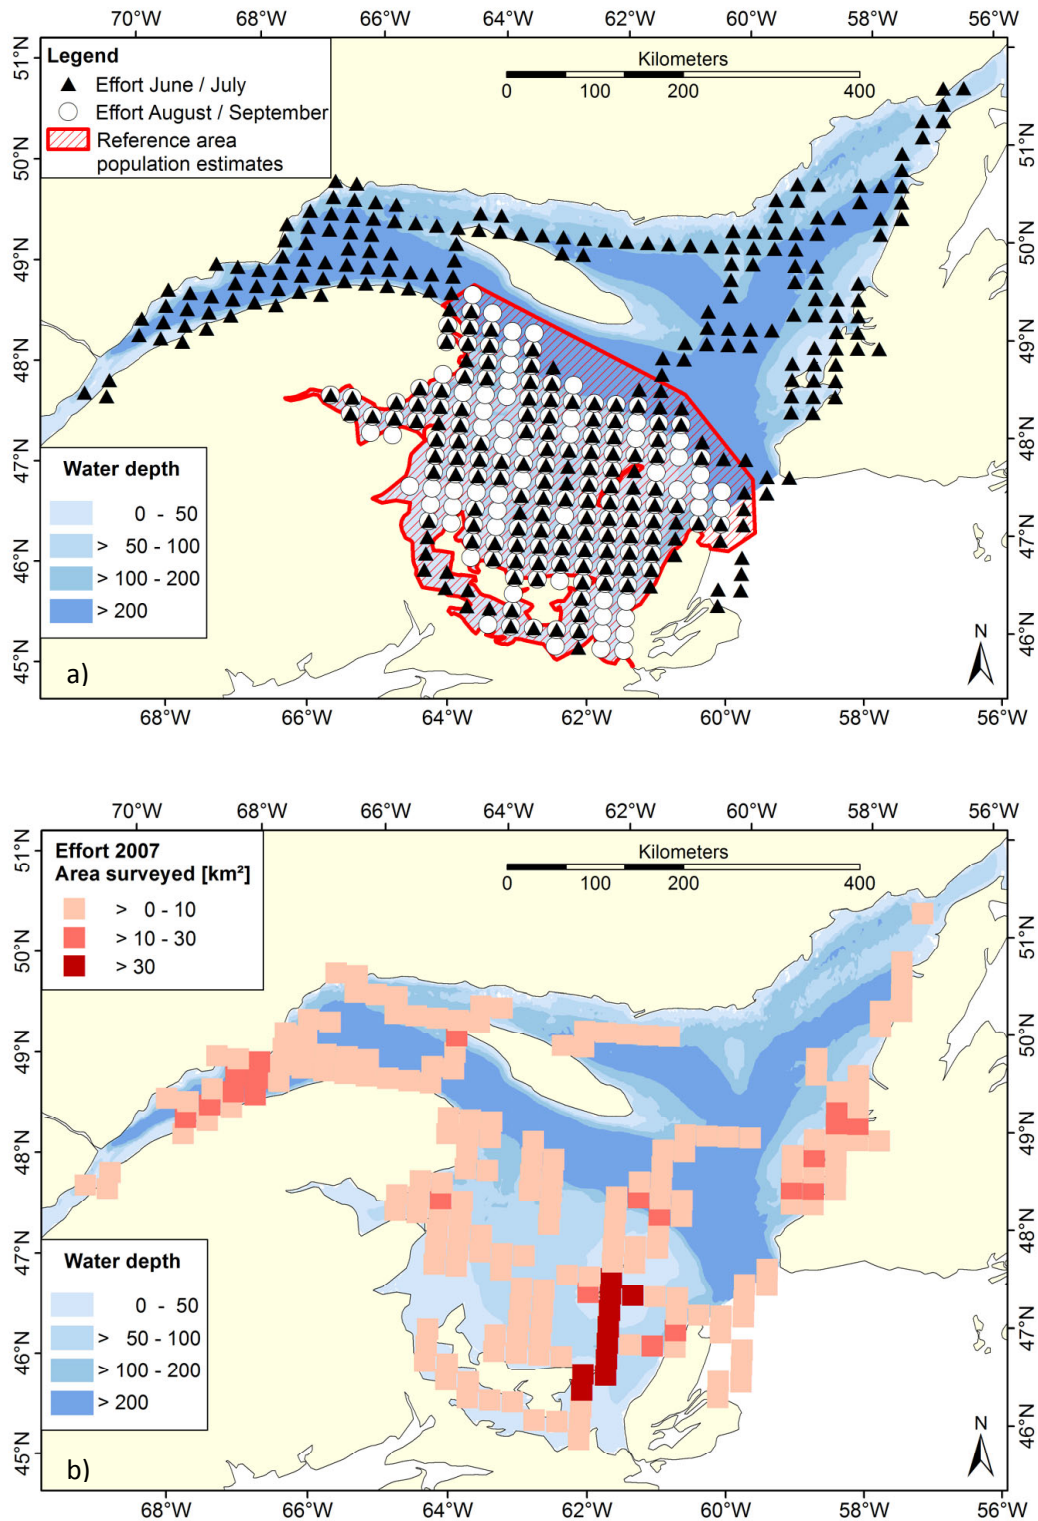 70°W 68°W 66°W 64°W 62°W 60°W 58°W 56°W
Legend
Effort June / July
Effort August / September
Reference area
population estimates
Kilometers
0 100 200 400
51°N
50°N
49°N
48°N
47°N
46°N
45°N
51°N
50°N
49°N
48°N
47°N
46°N
Water depth
0 - 50
> 50 - 100
> 100 - 200
> 200
a)
N
68°W 66°W 64°W 62°W 60°W 58°W 56°W
70°W 68°W 66°W 64°W 62°W 60°W 58°W 56°W
Effort 2007
Area surveyed [km²]
> 0 - 10
> 10 - 30
> 30
Kilometers
0 100 200 400
51°N
50°N
49°N
48°N
47°N
46°N
45°N
51°N
50°N
49°N
48°N
47°N
46°N
Water depth
0 - 50
> 50 - 100
> 100 - 200
> 200
b)
N
68°W 66°W 64°W 62°W 60°W 58°W 56°W